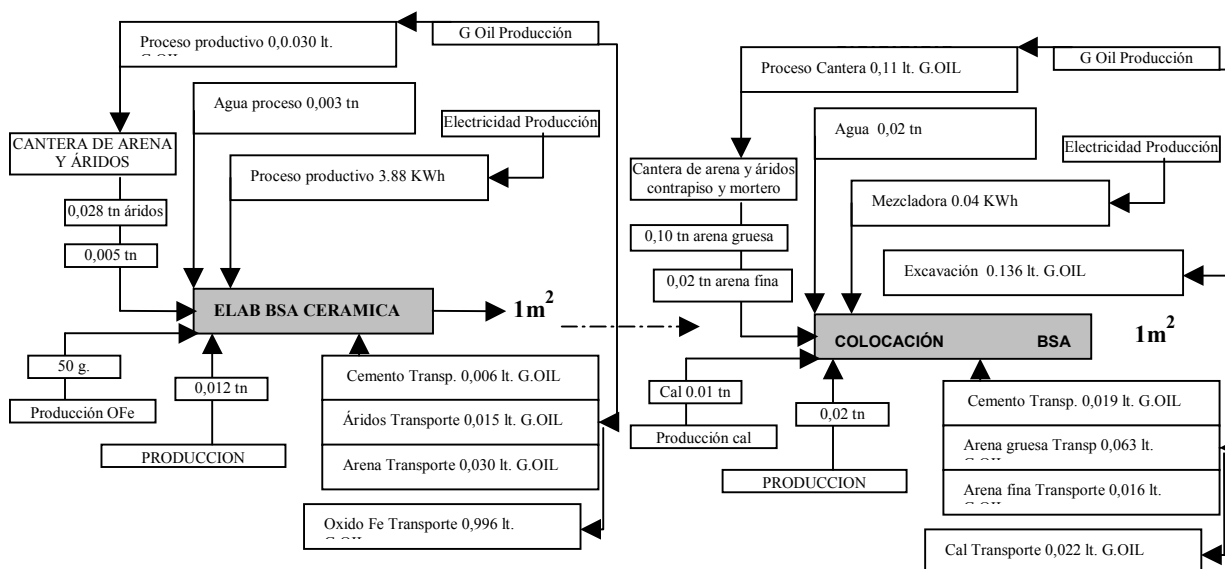 Proceso productivo 0,0.030 lt.
G.OIL
G Oil Producción
Agua proceso 0,003 tn
Electricidad Producción
CANTERA DE ARENA
Y ÁRIDOS
Proceso productivo 3.88 KWh
0,028 tn áridos
0,005 tn
ELAB BSA CERAMICA
1m2
50 g.
Producción OFe
0,012 tn
PRODUCCION
Cemento Transp. 0,006 lt. G.OIL
Áridos Transporte 0,015 lt. G.OIL
Arena Transporte 0,030 lt. G.OIL
Oxido Fe Transporte 0,996 lt.
G.OIL
G Oil Producción
Proceso Cantera 0,11 lt. G.OIL
Agua 0,02 tn
Electricidad Producción
Cantera de arena y áridos
contrapiso y mortero
Mezcladora 0.04 KWh
0,10 tn arena gruesa
Excavación 0.136 lt. G.OIL
0,02 tn arena fina
COLOCACIÓN BSA
1m2
Cal 0.01 tn
Producción cal
0,02 tn
PRODUCCION
Cemento Transp. 0,019 lt. G.OIL
Arena gruesa Transp 0,063 lt.
G.OIL
Arena fina Transporte 0,016 lt.
G.OIL
Cal Transporte 0,022 lt. G.OIL